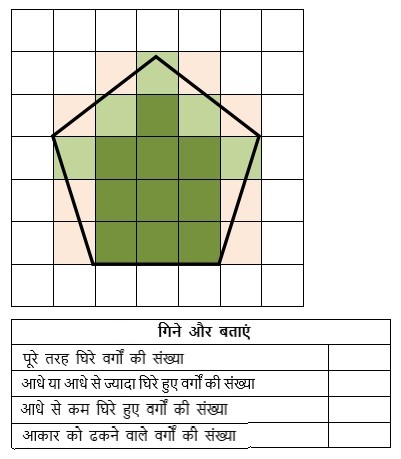 गिने और बताएं
पूरे तरह घिरे वर्गों की संख्या
आधे या आधे से ज्यादा घिरे हुए वर्गों की संख्या
आधे से कम घिरे हुए वर्गों की संख्या
आकार को ढकने वाले वर्गों की संख्या